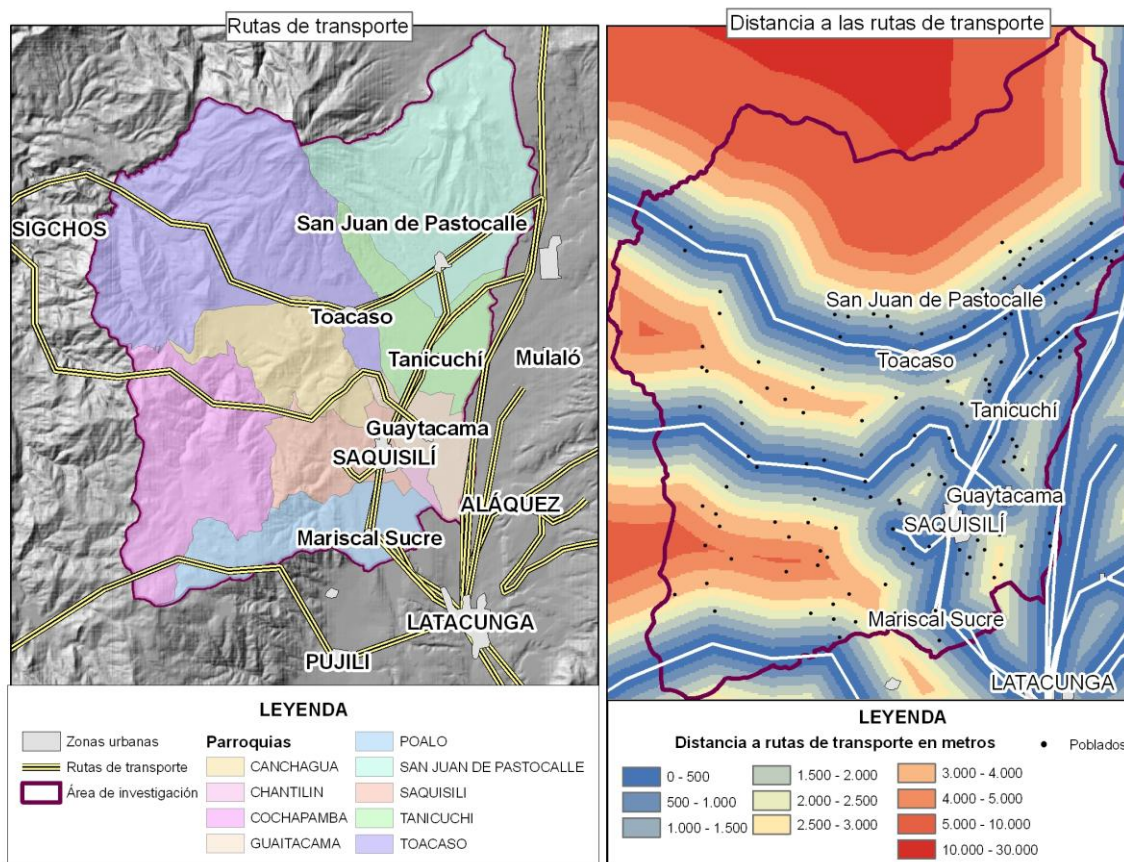 Rutas de transporte
SIGCHOS
San Juan de Pastocalle
Toacaso
Tanicuchí
Mulaló
Guaytacama
SAQUISILÍ
ALÁQUEZ
Mariscal Sucre
LATACUNGA
PUJILI
LEYENDA
Zonas urbanas
Rutas de transporte
Área de investigación
Parroquias
CANCHAGUA
CHANTILIN
COCHAPAMBA
GUAITACAMA
POALO
SAN JUAN DE PASTOCALLE
SAQUISILI
TANICUCHI
TOACASO
Distancia a las rutas de transporte
San Juan de Pastocalle
Toacaso
Tanicuchí
Guaytacama
SAQUISILÍ
Mariscal Sucre
LATACUNGA
LEYENDA
Distancia a rutas de transporte en metros
0 - 500
500 - 1.000
1.000 - 1.500
1.500 - 2.000
2.000 - 2.500
2.500 - 3.000
3.000 - 4.000
4.000 - 5.000
5.000 - 10.000
10.000 - 30.000
Poblados